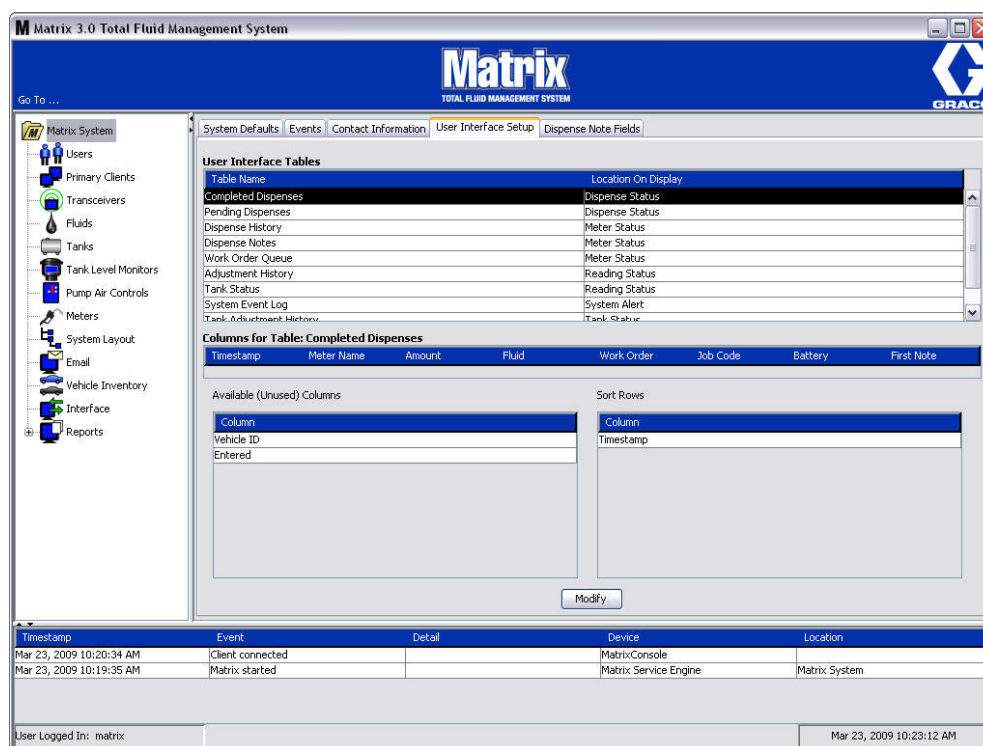 Matrix 3.0 Total Fluid Management System
Matrix
TOTAL FLUID MANAGEMENT SYSTEM
Go To ...
GRACO
Matrix System
Users
Primary Clients
Transceivers
Fluids
Tanks
Tank Level Monitors
Pump Air Controls
Meters
System Layout
Email
Vehicle Inventory
Interface
Reports
System Defaults Events Contact Information User Interface Setup Dispense Note Fields
User Interface Tables
Table Name Location On Display
Completed Dispenses Dispense Status
Pending Dispenses Dispense Status
Dispense History Meter Status
Dispense Notes Meter Status
Work Order Queue Meter Status
Adjustment History Reading Status
Tank Status Reading Status
System Event Log System Alert
Tank Adjustment History Tank Status
Columns for Table: Completed Dispenses
Timestamp Meter Name Amount Fluid Work Order Job Code Battery First Note
Available (Unused) Columns Sort Rows
Column Column
Vehicle ID Timestamp
Entered
Modify
Timestamp Event Detail Device Location
Mar 23, 2009 10:20:34 AM Client connected MatrixConsole
Mar 23, 2009 10:19:35 AM Matrix started Matrix Service Engine Matrix System
User Logged In: matrix Mar 23, 2009 10:23:12 AM